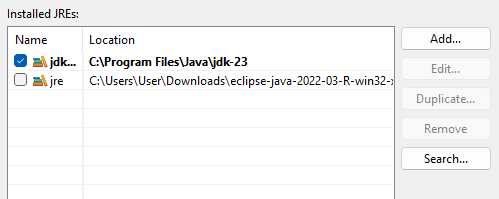 Installed JREs:
Name Location Add...
jdk... C:\Program Files\Java\jdk-23 Edit...
jre C:\Users\User\Downloads\eclipse-java-2022-03-R-win32-x
Duplicate...
Remove
Search...